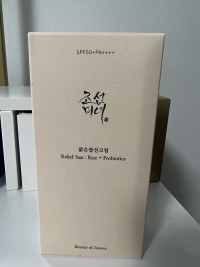 SPF50+PA++++
조선
미녀
맑은쌀선크림
Relief Sun : Rice + Probiotics
Beauty of Joseon